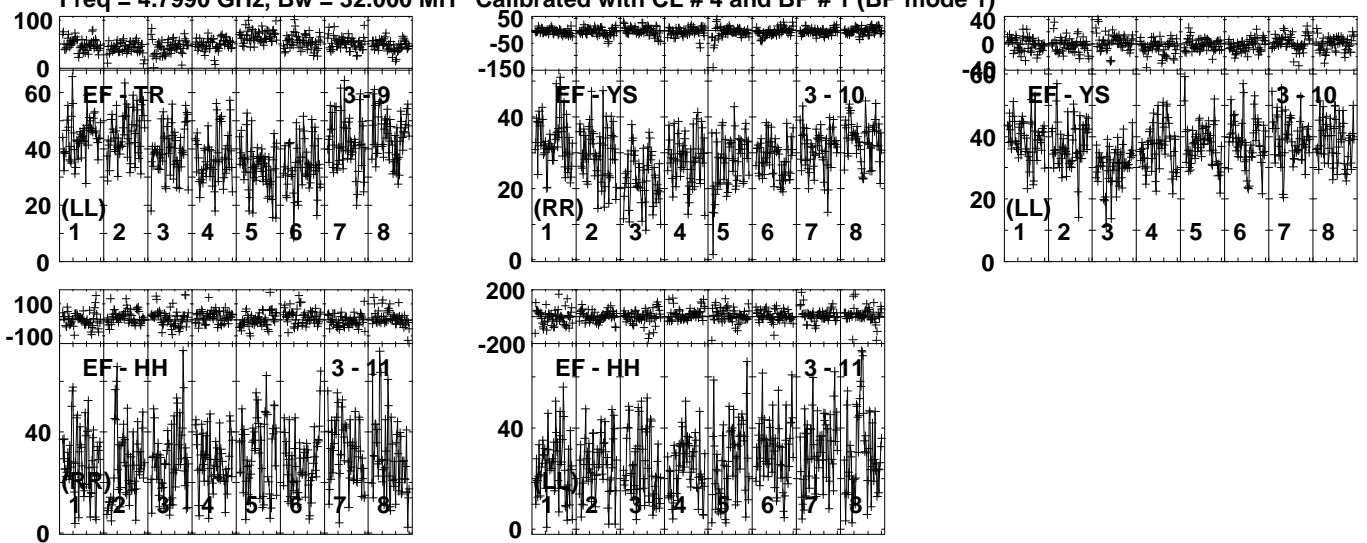 Freq = 4.7990 GHz, Bw = 32.000 MH Calibrated with CL # 4 and BP # 1 (BP mode 1)
100
0
60
40
20
0
EF - TR 3 - 9
(LL)
1 2 3 4 5 6 7 8
50
-50
-150
40
20
0
EF - YS 3 - 10
(RR)
1 2 3 4 5 6 7 8
40
0
-40
60
40
20
0
EF - YS 3 - 10
(LL)
1 2 3 4 5 6 7 8
100
-100
40
0
EF - HH 3 - 11
(RR)
1 2 3 4 5 6 7 8
200
-200
40
0
EF - HH 3 - 11
(LL)
1 2 3 4 5 6 7 8